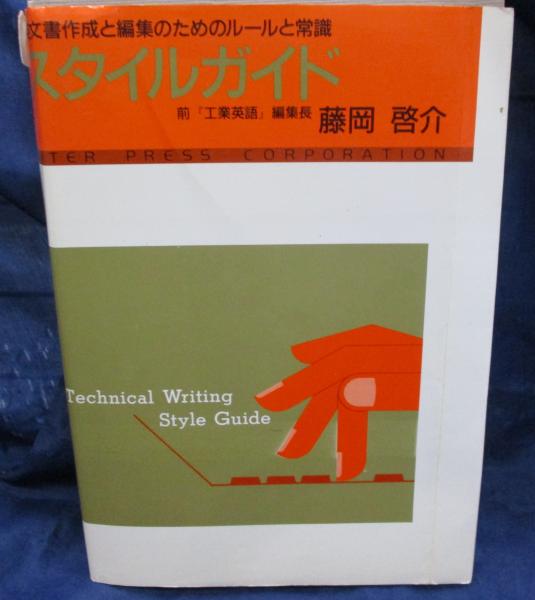 文書作成と編集のためのルールと常識
スタイルガイド
前『工業英語』編集長 藤岡 啓介
TER PRESS CORPORATION
Technical Writing
Style Guide